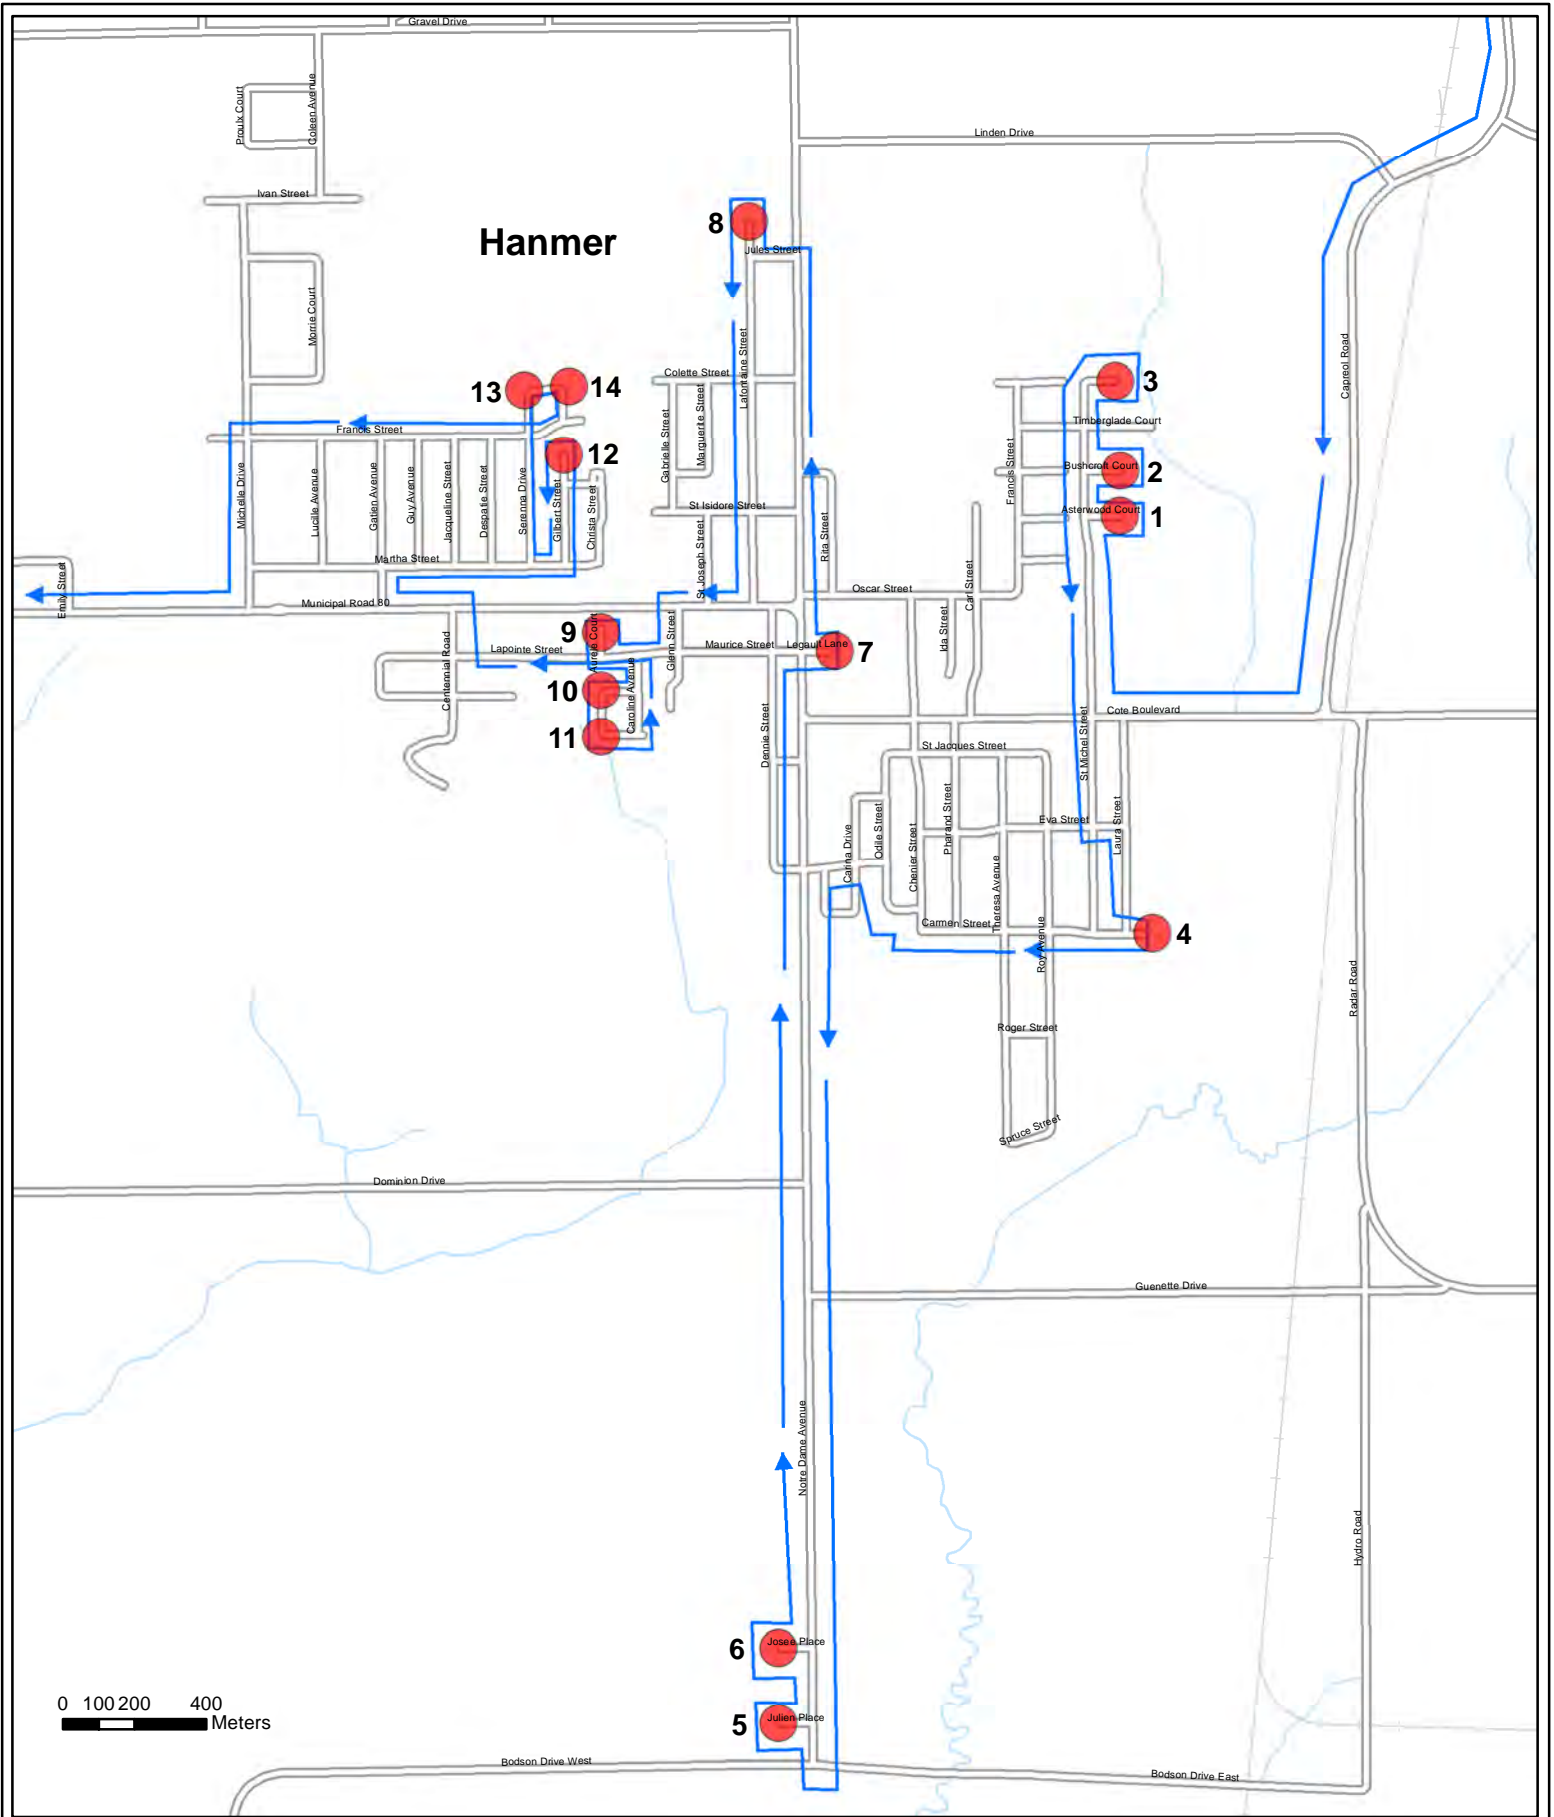 Gravel Drive
Proulx Court
Coleen Avenue
Linden Drive
Ivan Street
Hanmer
8
Jules Street
Morrie Court
Capreol Road
Lafontaine Street
Colette Street
13
14
3
Timberglade Court
Francis Street
Gabrielle Street
Marguerite Street
Francis Street
12
Bushcroft Court
2
Michelle Drive
Lucille Avenue
Gatien Avenue
Guy Avenue
Jacqueline Street
Despatie Street
Serenna Drive
Gilbert Street
Christa Street
St Isidore Street
Asterwood Court
1
Rita Street
Martha Street
St Joseph Street
Oscar Street
Carl Street
Emily Street
Municipal Road 80
Ida Street
9
Aurele Court
Glenn Street
Maurice Street
Legault Lane
7
Lapointe Street
Centennial Road
10
Caroline Avenue
11
Dennie Street
Cote Boulevard
St Michel Street
St Jacques Street
Pharand Street
Eva Street
Laura Street
Carina Drive
Odile Street
Chenier Street
Theresa Avenue
Carmen Street
Roy Avenue
4
Radar Road
Roger Street
Spruce Street
Dominion Drive
Guenette Drive
Notre Dame Avenue
Hydro Road
6
Josee Place
5
Julien Place
0 100 200 400
Meters
Bodson Drive West
Bodson Drive East